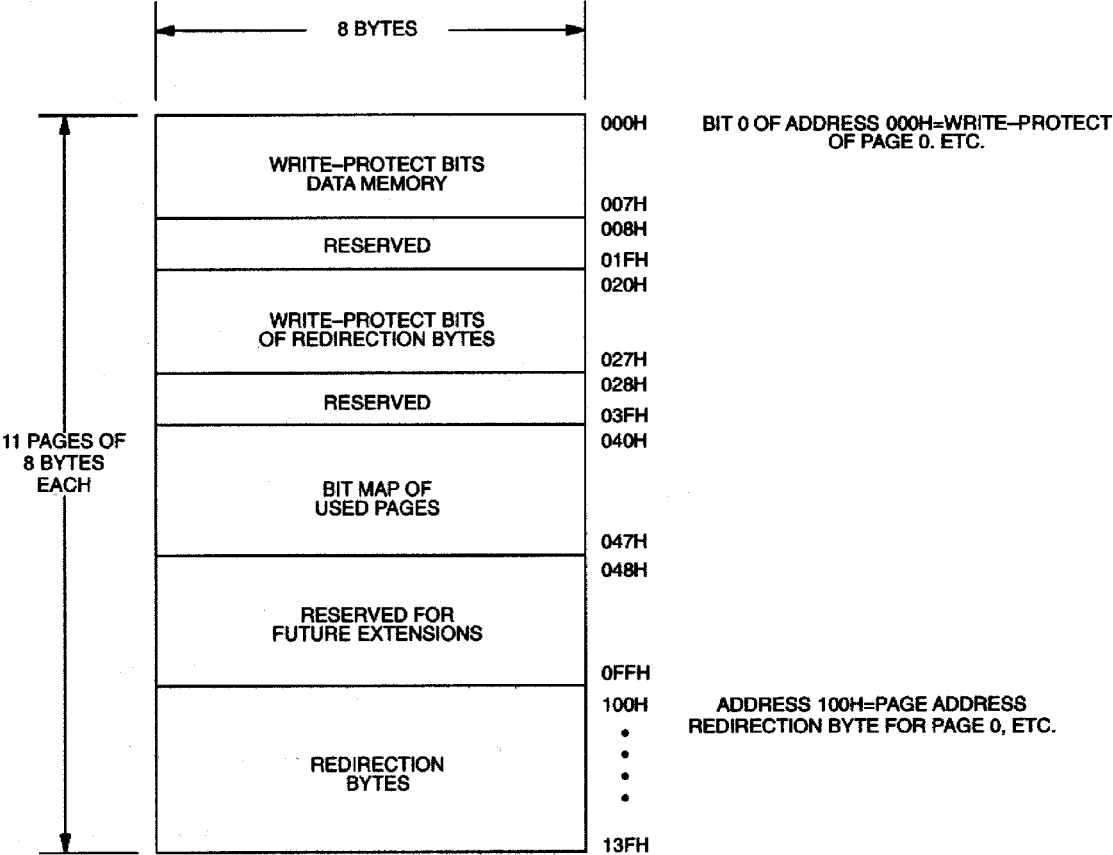 8 BYTES
000H
BIT 0 OF ADDRESS 000H=WRITE–PROTECT
OF PAGE 0. ETC.
WRITE–PROTECT BITS
DATA MEMORY
007H
008H
RESERVED
01FH
020H
WRITE–PROTECT BITS
OF REDIRECTION BYTES
027H
028H
RESERVED
03FH
11 PAGES OF
8 BYTES
EACH
040H
BIT MAP OF
USED PAGES
047H
048H
RESERVED FOR
FUTURE EXTENSIONS
0FFH
100H
ADDRESS 100H=PAGE ADDRESS
REDIRECTION BYTE FOR PAGE 0, ETC.
REDIRECTION
BYTES
13FH